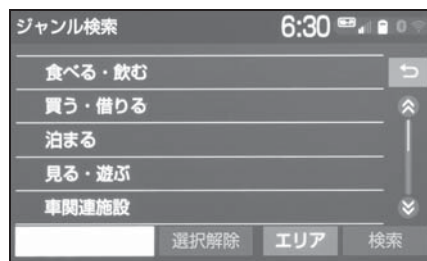 ジャンル検索 6:30
食べる・飲む
買う・借りる
泊まる
見る・遊ぶ
車関連施設
選択解除 エリア 検索